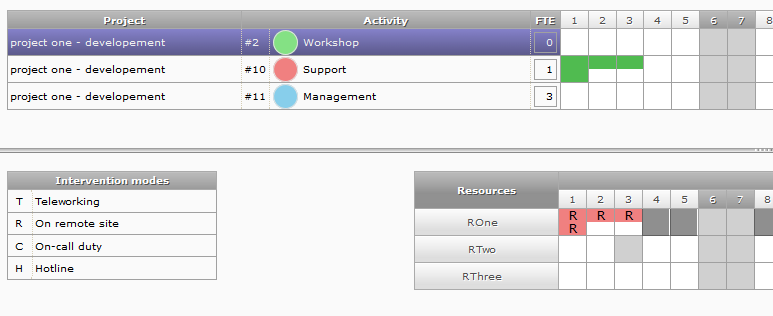 Project Activity FTE 1 2 3 4 5 6 7 8
project one - developement #2 Workshop 0
project one - developement #10 Support 1
project one - developement #11 Management 3
Intervention modes
T Teleworking
R On remote site
C On-call duty
H Hotline
Resources 1 2 3 4 5 6 7 8
ROne R R R
R
RTwo
RThree